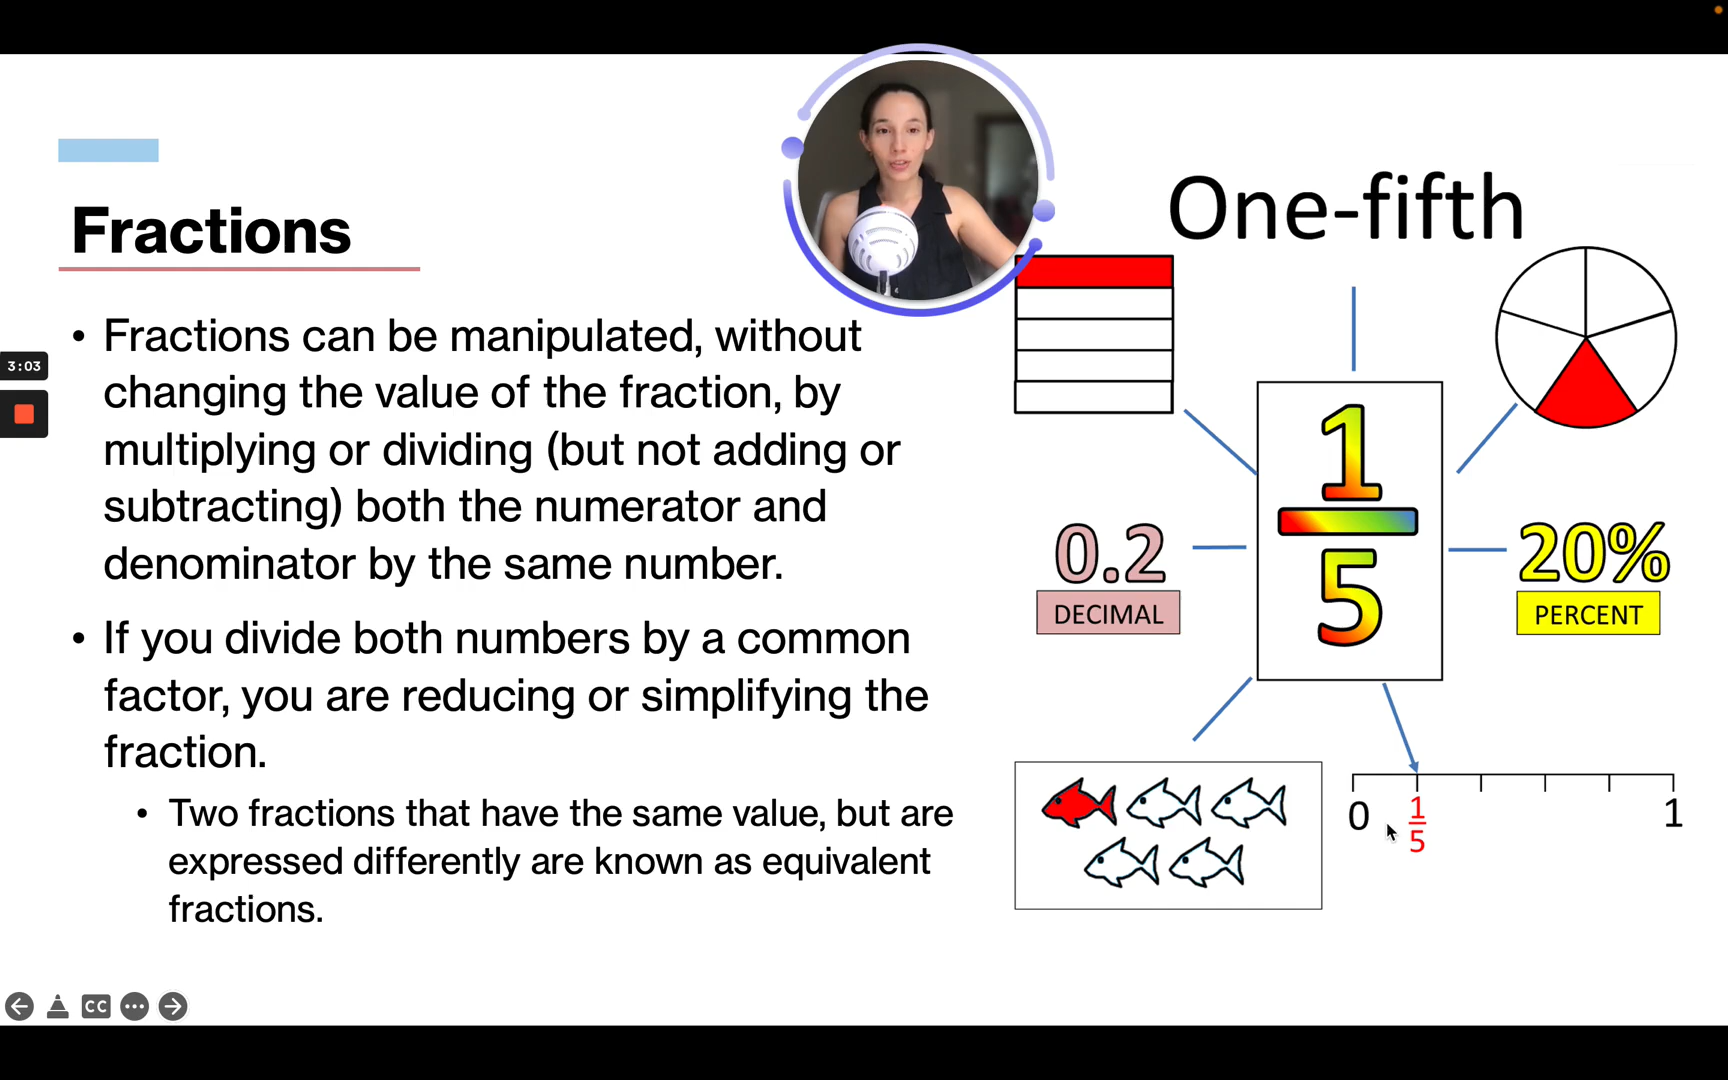 Fractions
• Fractions can be manipulated, without
changing the value of the fraction, by
multiplying or dividing (but not adding or
subtracting) both the numerator and
denominator by the same number.
• If you divide both numbers by a common
factor, you are reducing or simplifying the
fraction.
• Two fractions that have the same value, but are
expressed differently are known as equivalent
fractions.
3:03
One-fifth
1
5
0.2
DECIMAL
20%
PERCENT
0
1
5
1
CC